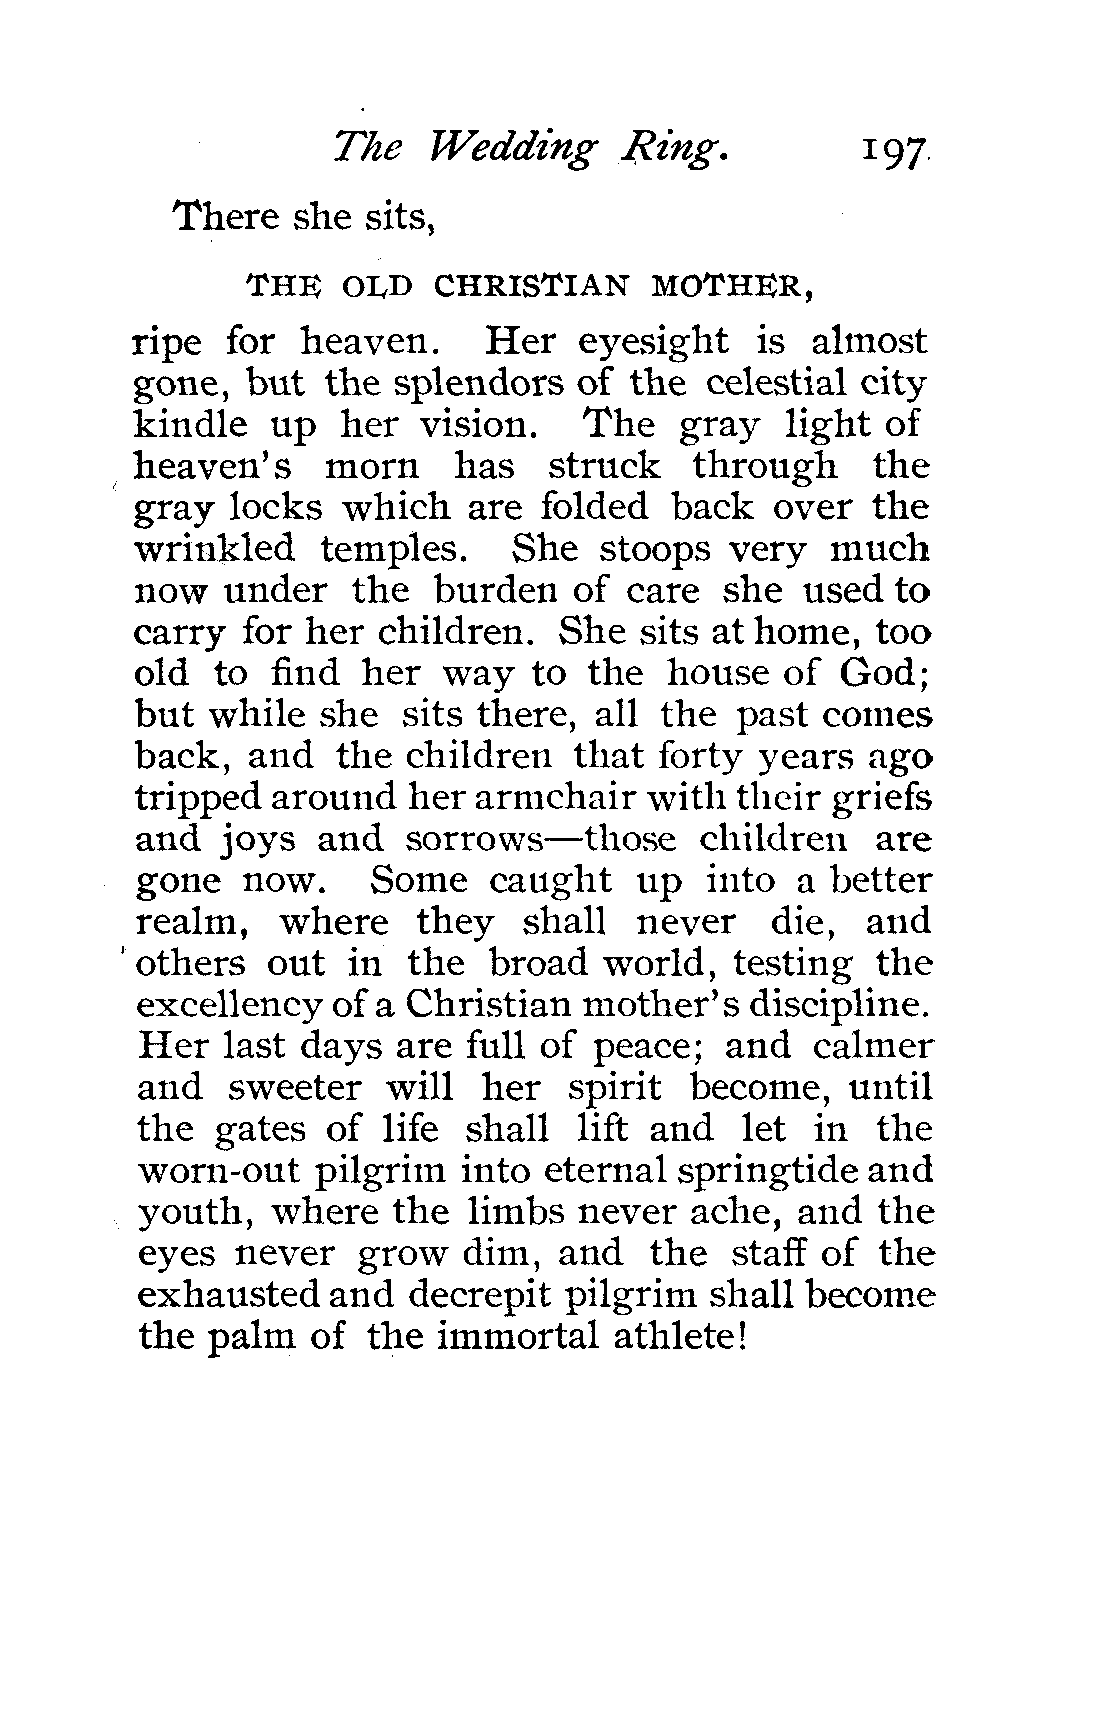 The Wedding Ring. 197
There she sits,
THE OLD CHRISTIAN MOTHER,
ripe for heaven. Her eyesight is almost
gone, but the splendors of the celestial city
kindle up her vision. The gray light of
heaven's morn has struck through the
gray locks which are folded back over the
wrinkled temples. She stoops very much
now under the burden of care she used to
carry for her children. She sits at home, too
old to find her way to the house of God;
but while she sits there, all the past comes
back, and the children that forty years ago
tripped around her armchair with their griefs
and joys and sorrows—those children are
gone now. Some caught up into a better
realm, where they shall never die, and
others out in the broad world, testing the
excellency of a Christian mother's discipline.
Her last days are full of peace; and calmer
and sweeter will her spirit become, until
the gates of life shall lift and let in the
worn-out pilgrim into eternal springtide and
youth, where the limbs never ache, and the
eyes never grow dim, and the staff of the
exhausted and decrepit pilgrim shall become
the palm of the immortal athlete!